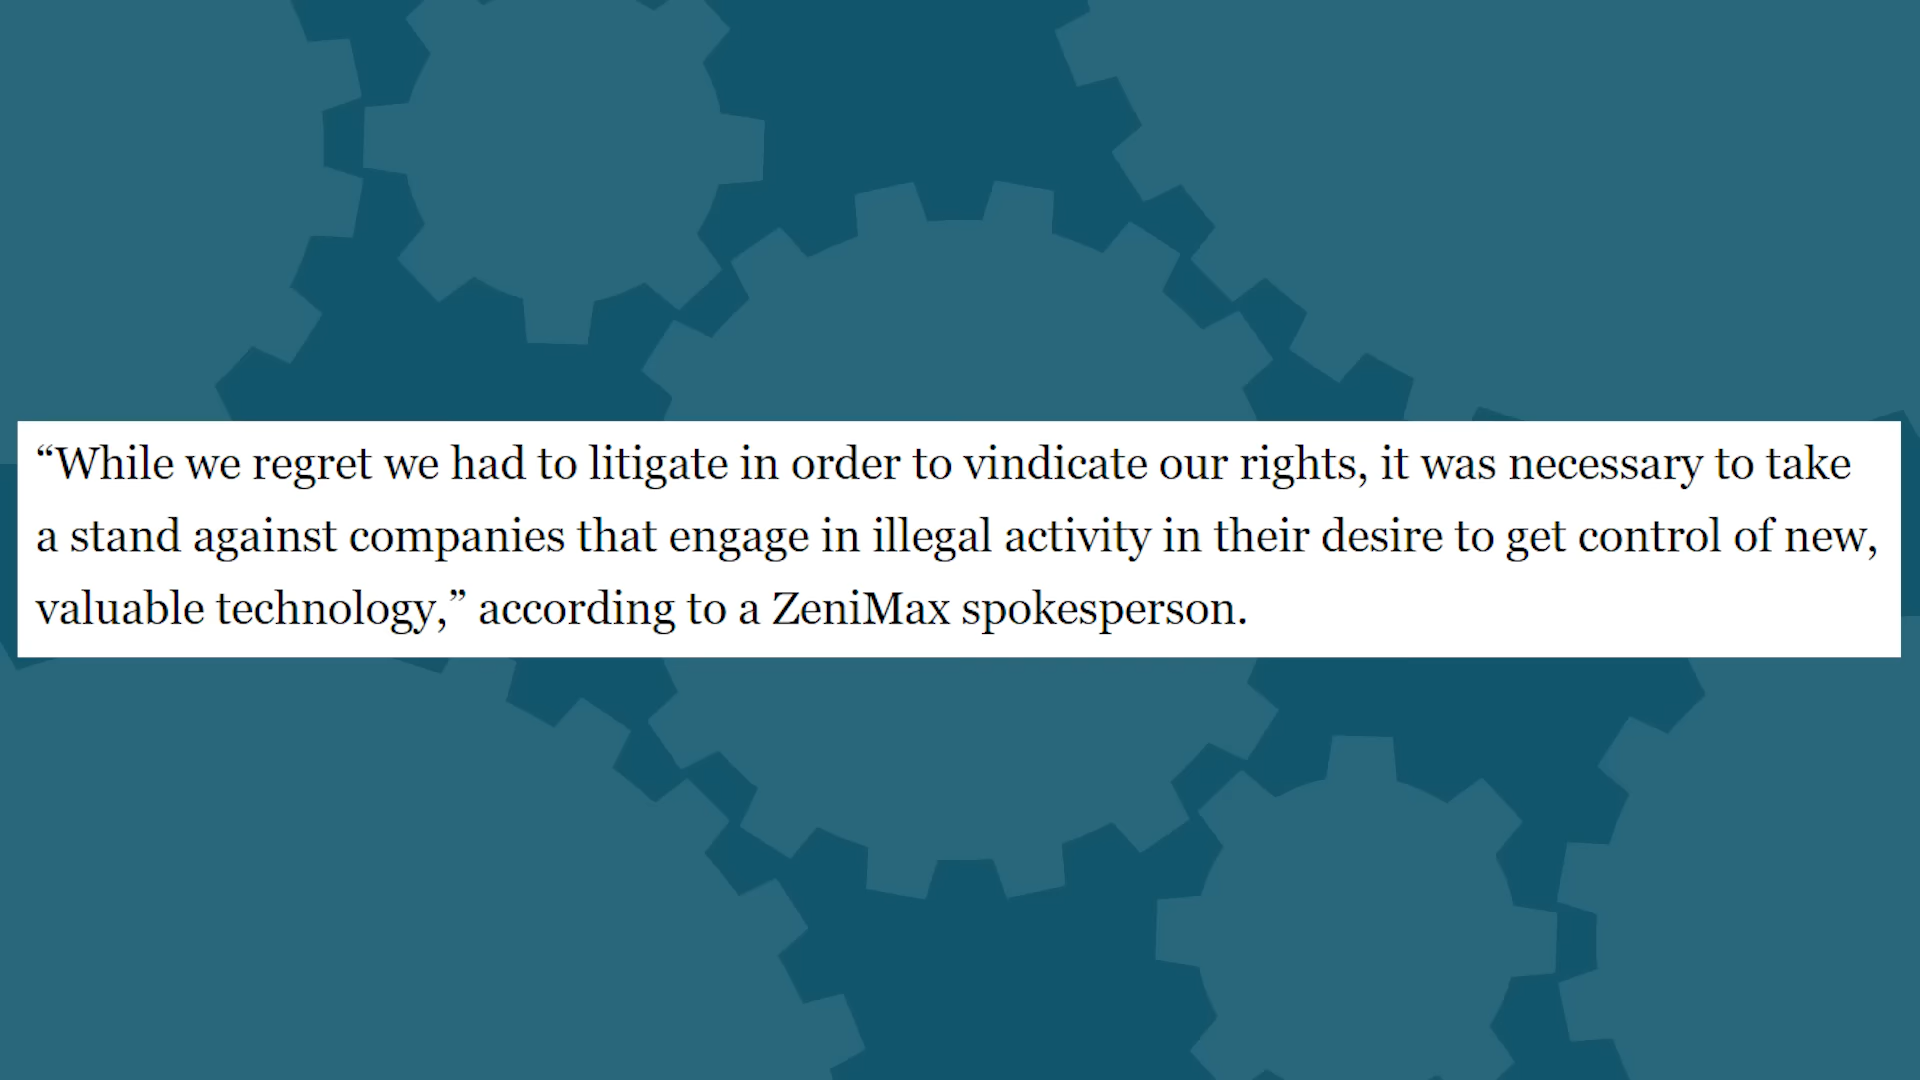 “While we regret we had to litigate in order to vindicate our rights, it was necessary to take
a stand against companies that engage in illegal activity in their desire to get control of new,
valuable technology,” according to a ZeniMax spokesperson.